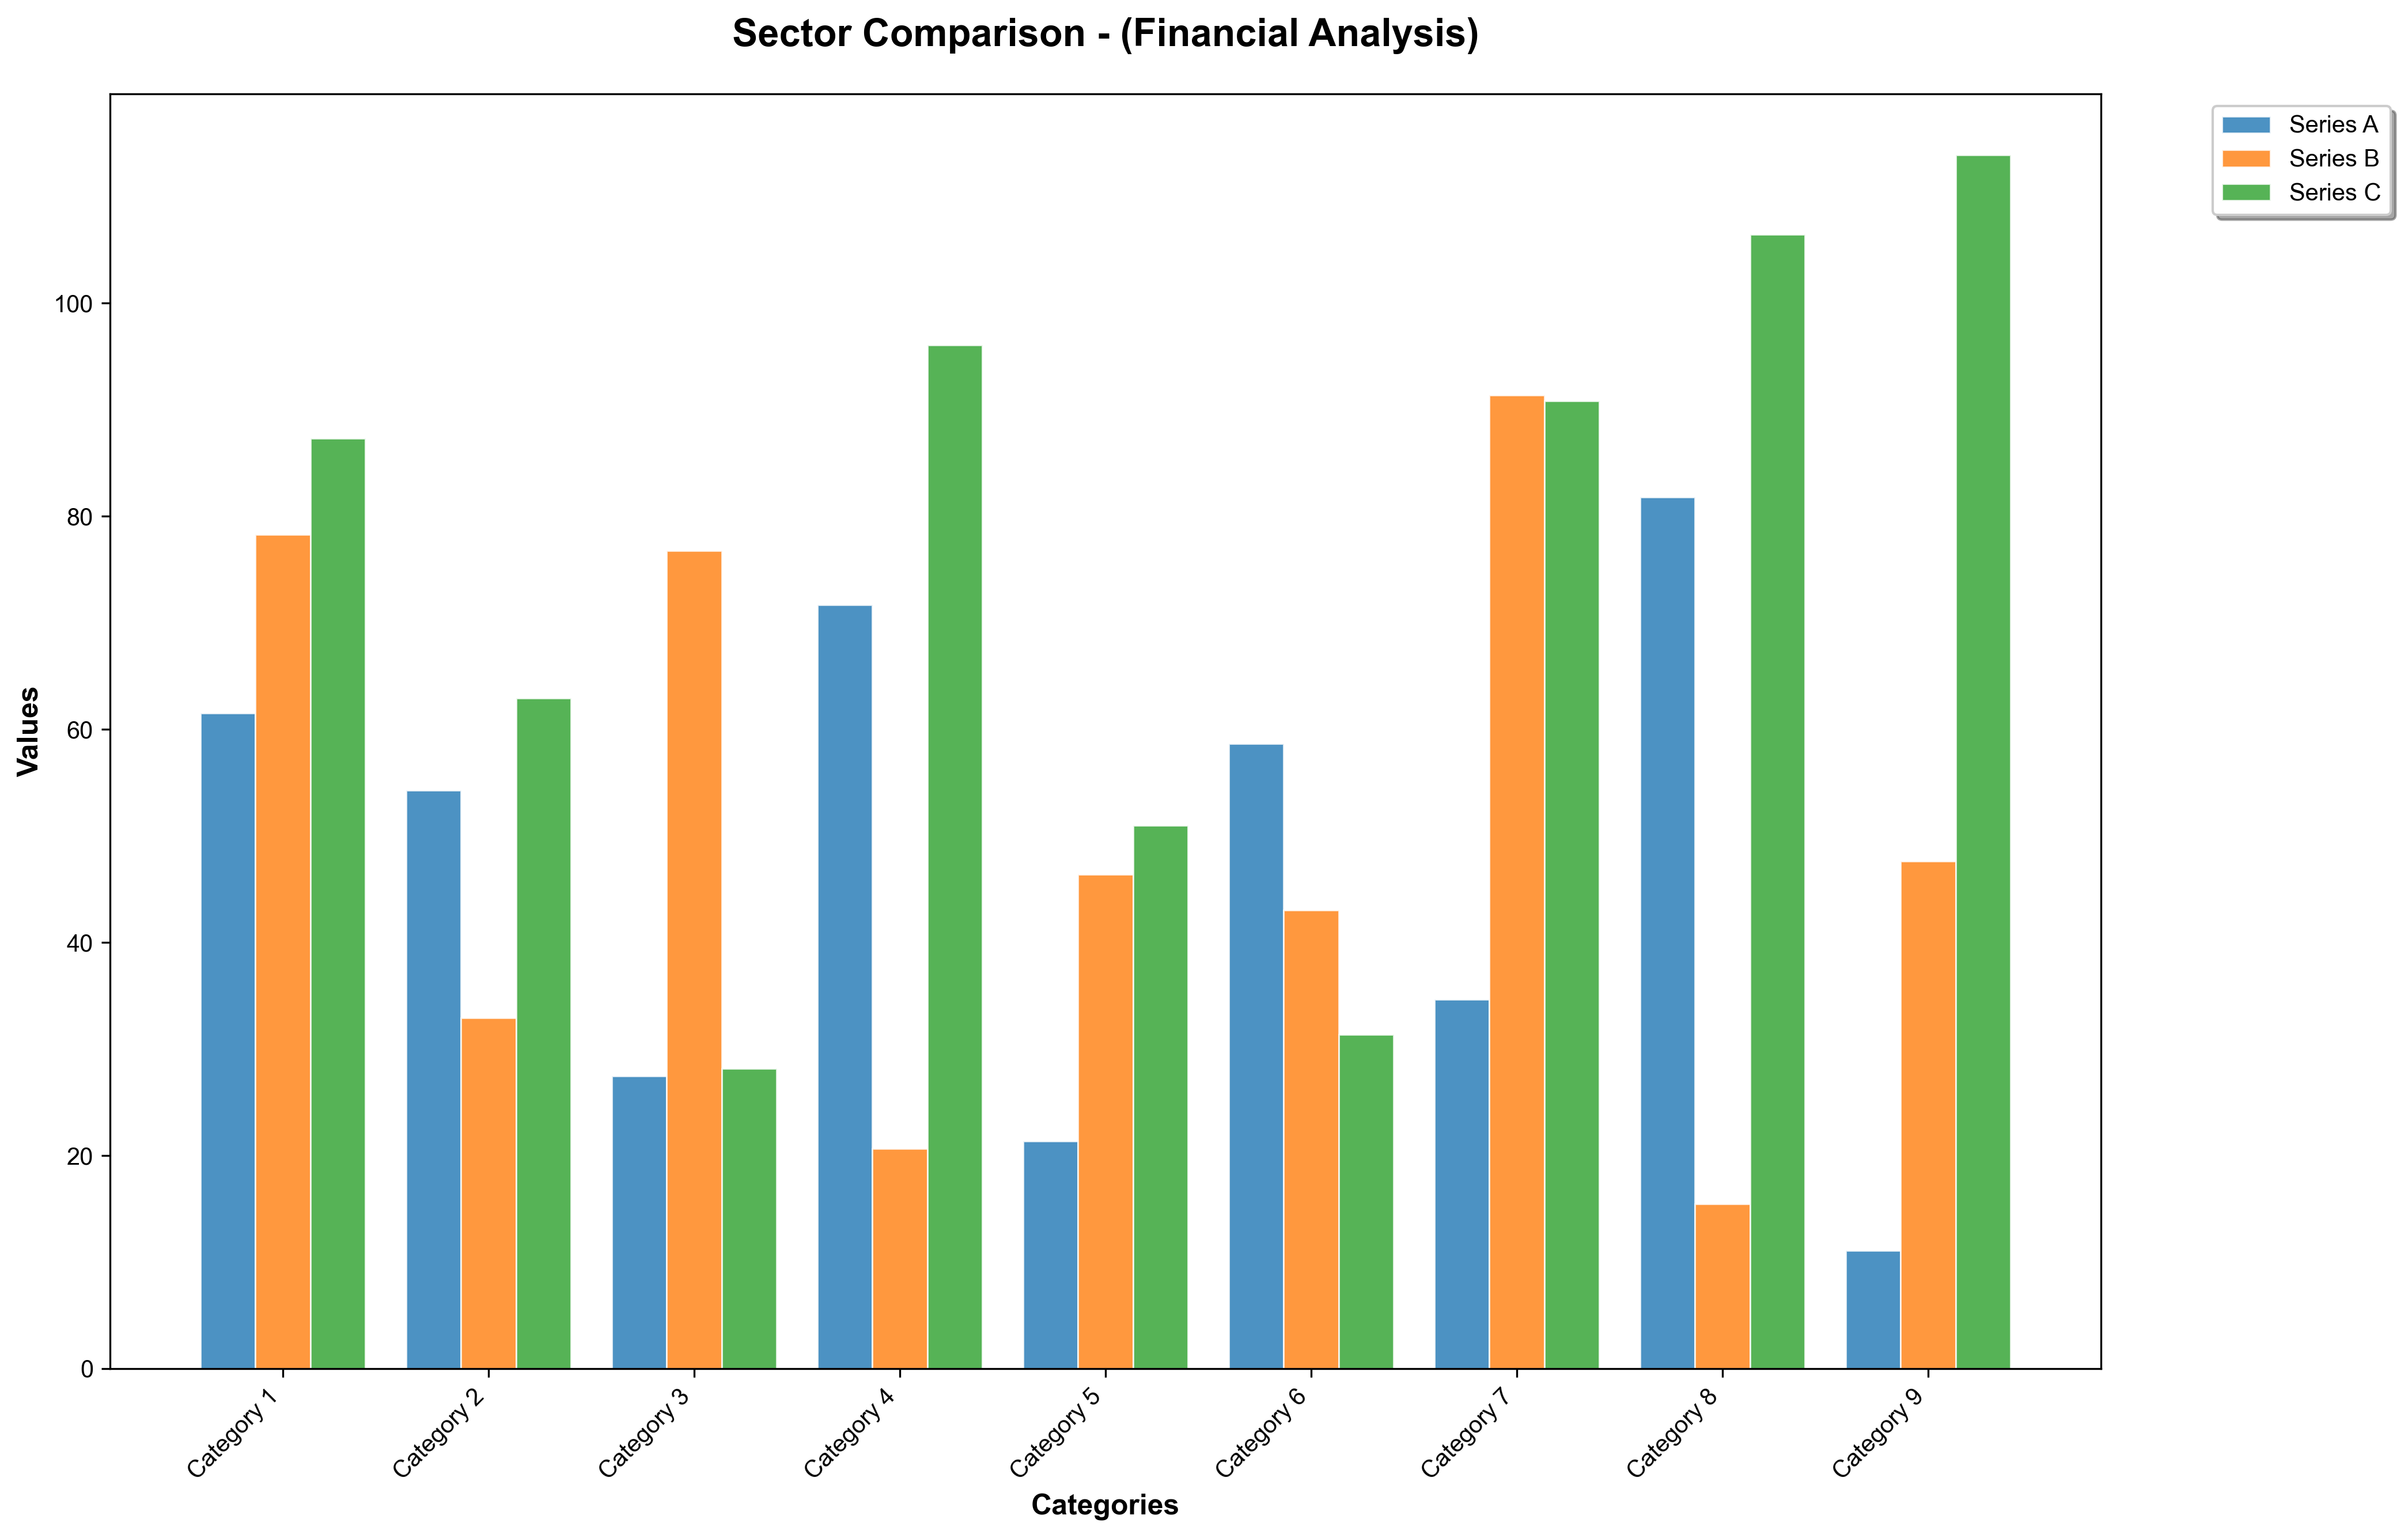 Sector Comparison - (Financial Analysis)
Series A
Series B
Series C
Values
100
80
60
40
20
0
Category 1
Category 2
Category 3
Category 4
Category 5
Category 6
Category 7
Category 8
Category 9
Categories